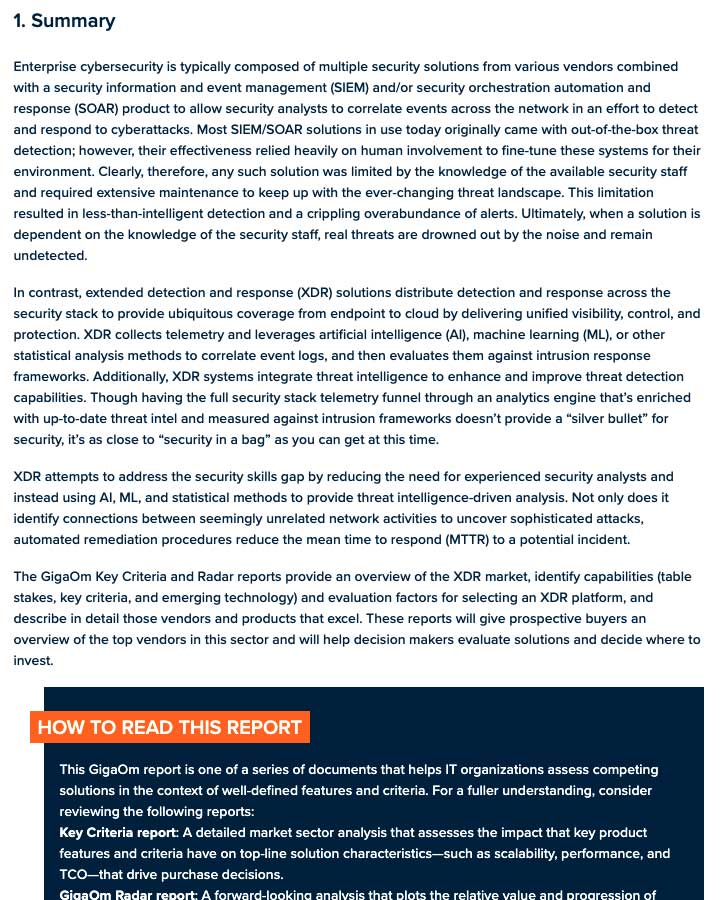 1. Summary
Enterprise cybersecurity is typically composed of multiple security solutions from various vendors combined
with a security information and event management (SIEM) and/or security orchestration automation and
response (SOAR) product to allow security analysts to correlate events across the network in an effort to detect
and respond to cyberattacks. Most SIEM/SOAR solutions in use today originally came with out-of-the-box threat
detection; however, their effectiveness relied heavily on human involvement to fine-tune these systems for their
environment. Clearly, therefore, any such solution was limited by the knowledge of the available security staff
and required extensive maintenance to keep up with the ever-changing threat landscape. This limitation
resulted in less-than-intelligent detection and a crippling overabundance of alerts. Ultimately, when a solution is
dependent on the knowledge of the security staff, real threats are drowned out by the noise and remain
undetected.
In contrast, extended detection and response (XDR) solutions distribute detection and response across the
security stack to provide ubiquitous coverage from endpoint to cloud by delivering unified visibility, control, and
protection. XDR collects telemetry and leverages artificial intelligence (AI), machine learning (ML), or other
statistical analysis methods to correlate event logs, and then evaluates them against intrusion response
frameworks. Additionally, XDR systems integrate threat intelligence to enhance and improve threat detection
capabilities. Though having the full security stack telemetry funnel through an analytics engine that's enriched
with up-to-date threat intel and measured against intrusion frameworks doesn't provide a “silver bullet” for
security, it's as close to “security in a bag” as you can get at this time.
XDR attempts to address the security skills gap by reducing the need for experienced security analysts and
instead using AI, ML, and statistical methods to provide threat intelligence-driven analysis. Not only does it
identify connections between seemingly unrelated network activities to uncover sophisticated attacks,
automated remediation procedures reduce the mean time to respond (MTTR) to a potential incident.
The GigaOm Key Criteria and Radar reports provide an overview of the XDR market, identify capabilities (table
stakes, key criteria, and emerging technology) and evaluation factors for selecting an XDR platform, and
describe in detail those vendors and products that excel. These reports will give prospective buyers an
overview of the top vendors in this sector and will help decision makers evaluate solutions and decide where to
invest.
HOW TO READ THIS REPORT
This GigaOm report is one of a series of documents that helps IT organizations assess competing
solutions in the context of well-defined features and criteria. For a fuller understanding, consider
reviewing the following reports:
Key Criteria report: A detailed market sector analysis that assesses the impact that key product
features and criteria have on top-line solution characteristics—such as scalability, performance, and
TCO—that drive purchase decisions.
GigaOm Radar report: A forward-looking analysis that plots the relative value and progression of